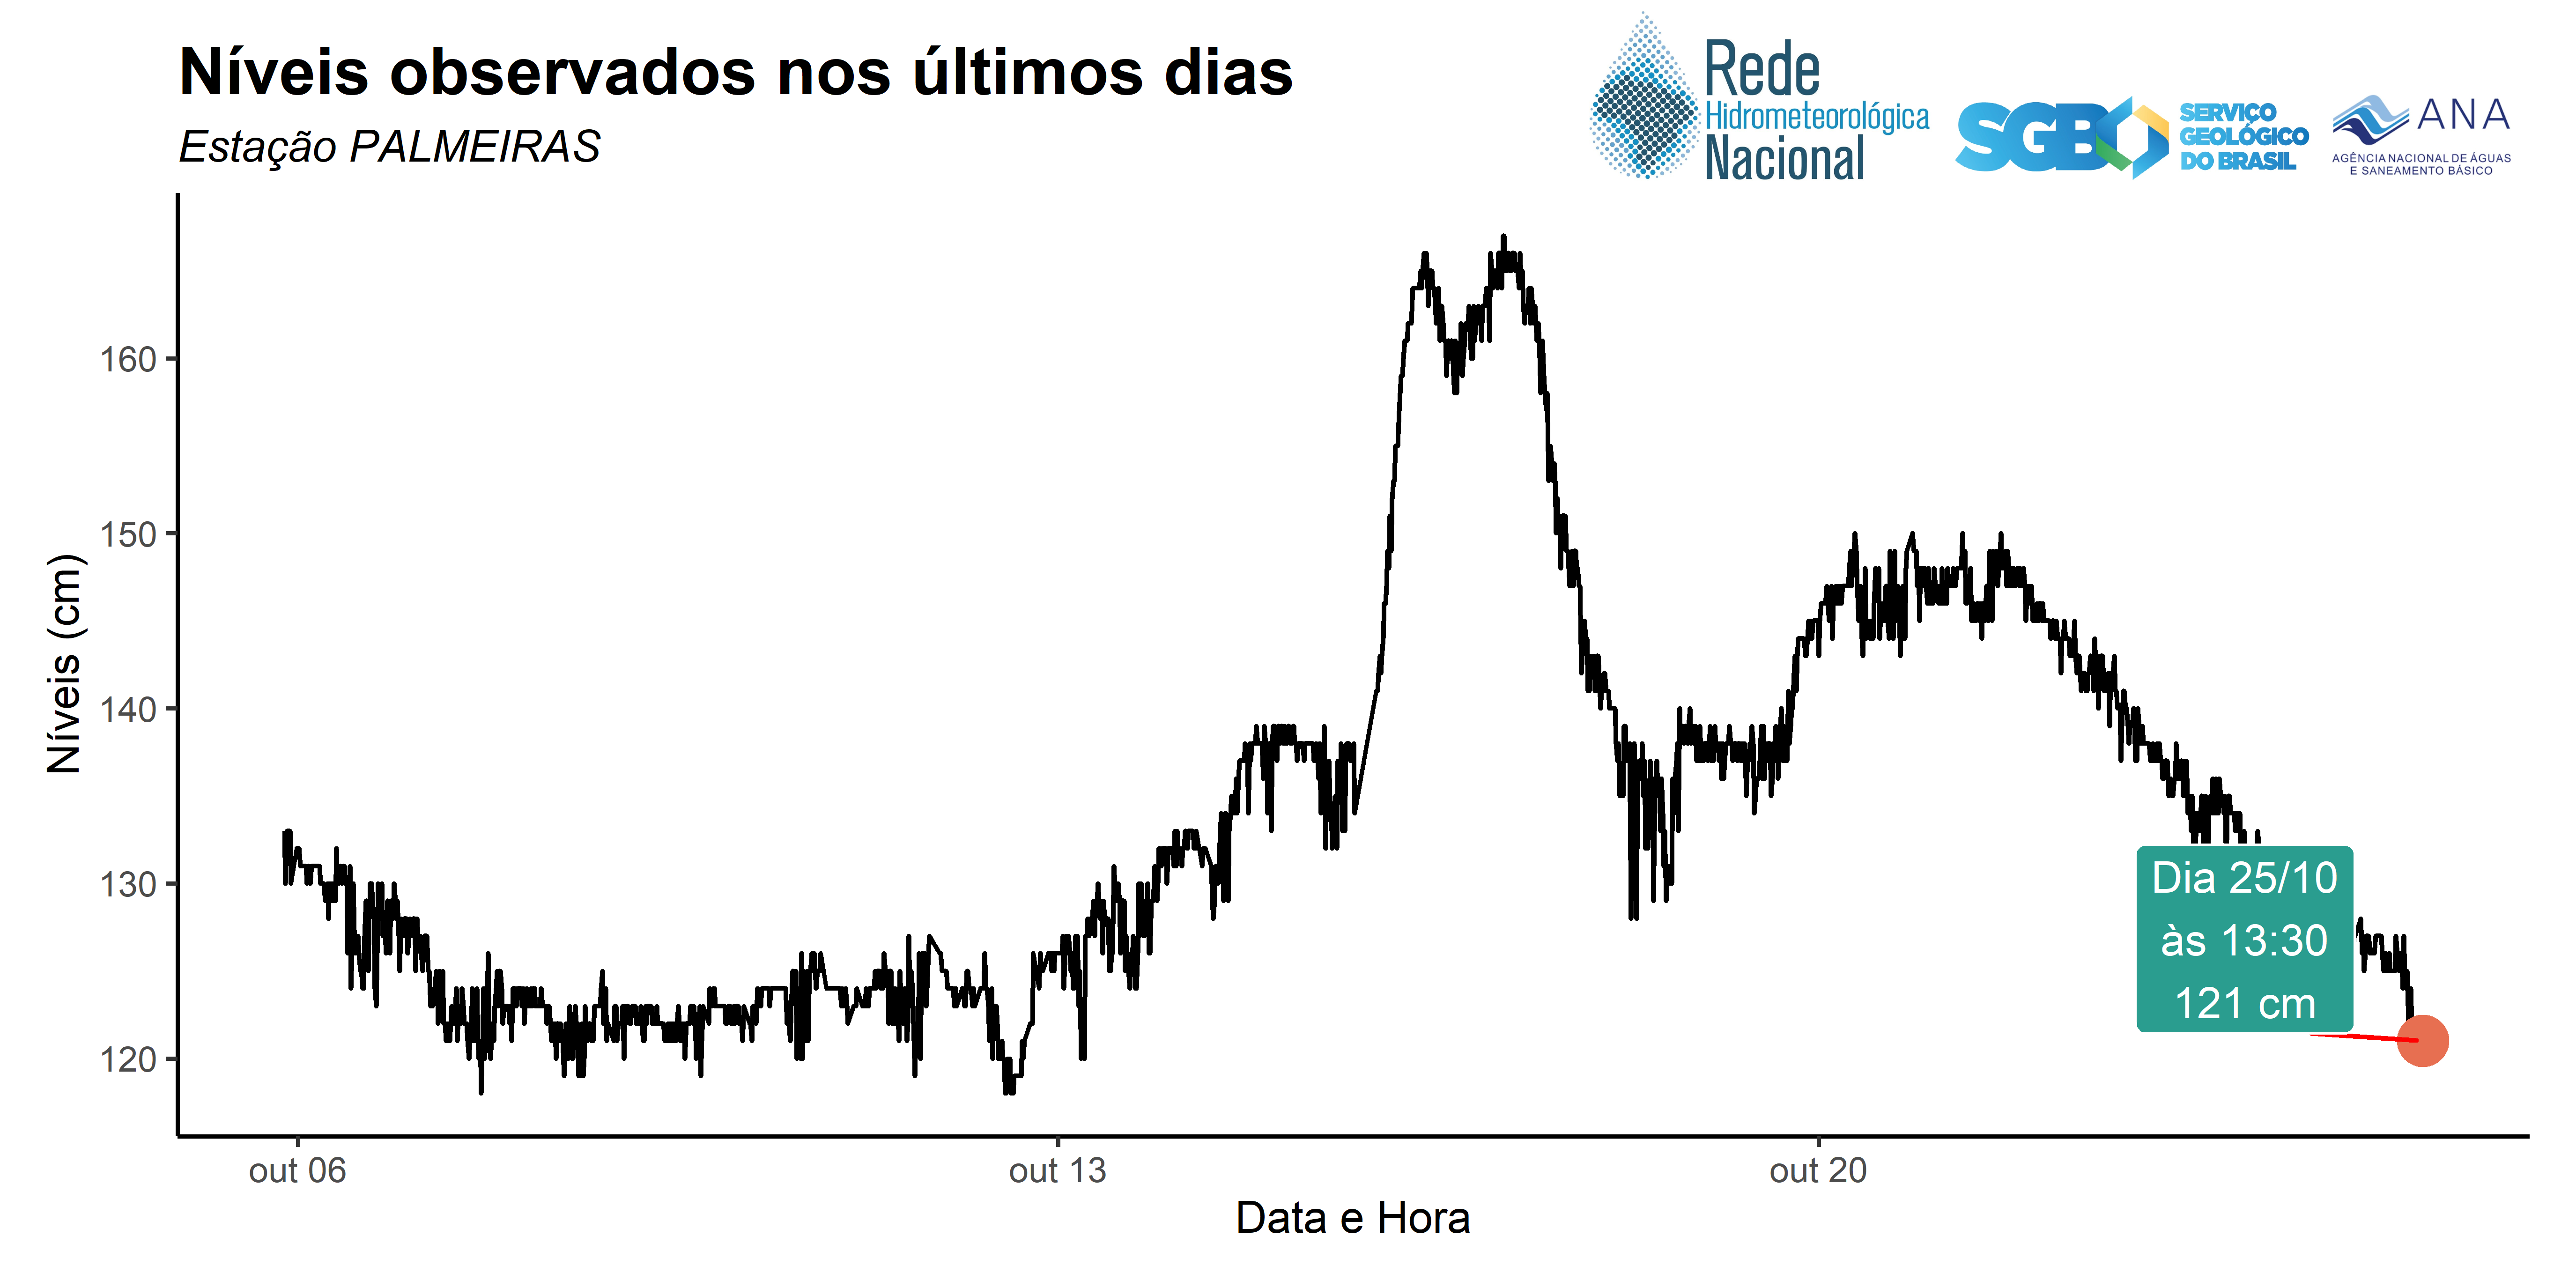 Níveis observados nos últimos dias
Estação PALMEIRAS
Rede
Hidrometeorológica
Nacional
SGB
SERVIÇO
GEOLÓGICO
DO BRASIL
ANA
AGÊNCIA NACIONAL DE ÁGUAS
E SANEAMENTO BÁSICO
160
150
140
130
120
Níveis (cm)
Dia 25/10
às 13:30
121 cm
out 06
out 13
out 20
Data e Hora